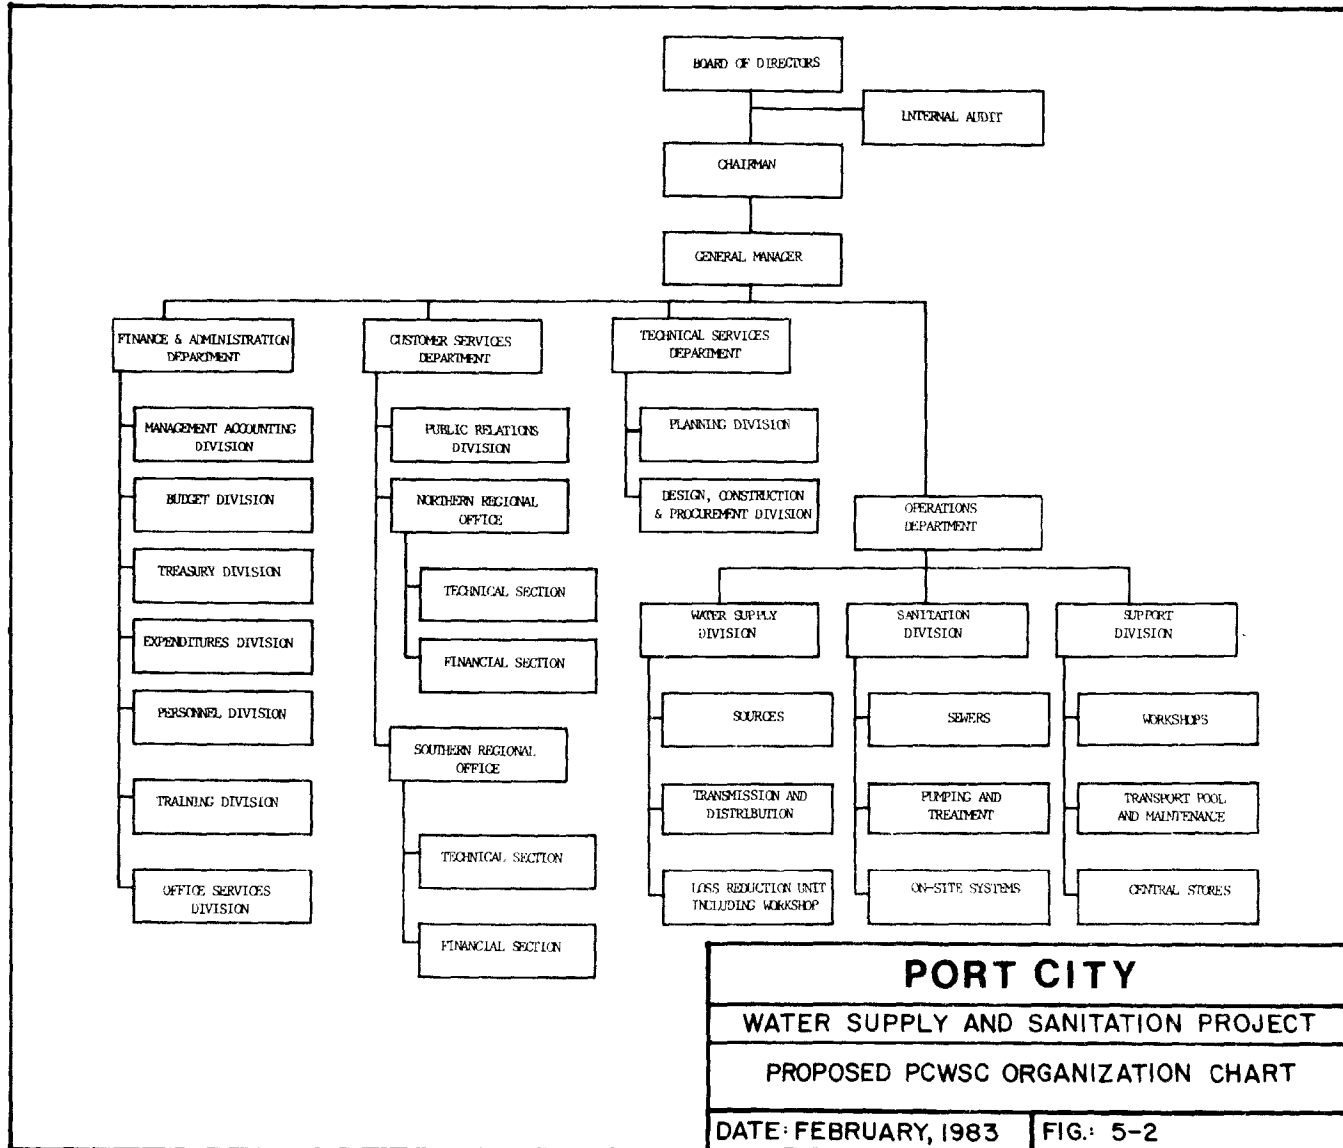 BOARD OF DIRECTORS
INTERNAL AUDIT
CHAIRMAN
GENERAL MANAGER
FINANCE & ADMINISTRATION
DEPARTMENT
MANAGEMENT ACCOUNTING
DIVISION
BUDGET DIVISION
TREASURY DIVISION
EXPENDITURES DIVISION
PERSONNEL DIVISION
TRAINING DIVISION
OFFICE SERVICES
DIVISION
CUSTOMER SERVICES
DEPARTMENT
PUBLIC RELATIONS
DIVISION
NORTHERN REGIONAL
OFFICE
TECHNICAL SECTION
FINANCIAL SECTION
SOUTHERN REGIONAL
OFFICE
TECHNICAL SECTION
FINANCIAL SECTION
TECHNICAL SERVICES
DEPARTMENT
PLANNING DIVISION
DESIGN, CONSTRUCTION
& PROCUREMENT DIVISION
OPERATIONS
DEPARTMENT
WATER SUPPLY
DIVISION
SOURCES
TRANSMISSION AND
DISTRIBUTION
LOSS REDUCTION UNIT
INCLUDING WORKSHOP
SANITATION
DIVISION
SEWERS
PUMPING AND
TREATMENT
ON-SITE SYSTEMS
SUPPORT
DIVISION
WORKSHOPS
TRANSPORT POOL
AND MAINTENANCE
CENTRAL STORES
PORT CITY
WATER SUPPLY AND SANITATION PROJECT
PROPOSED PCWSC ORGANIZATION CHART
DATE: FEBRUARY, 1983
FIG.: 5-2